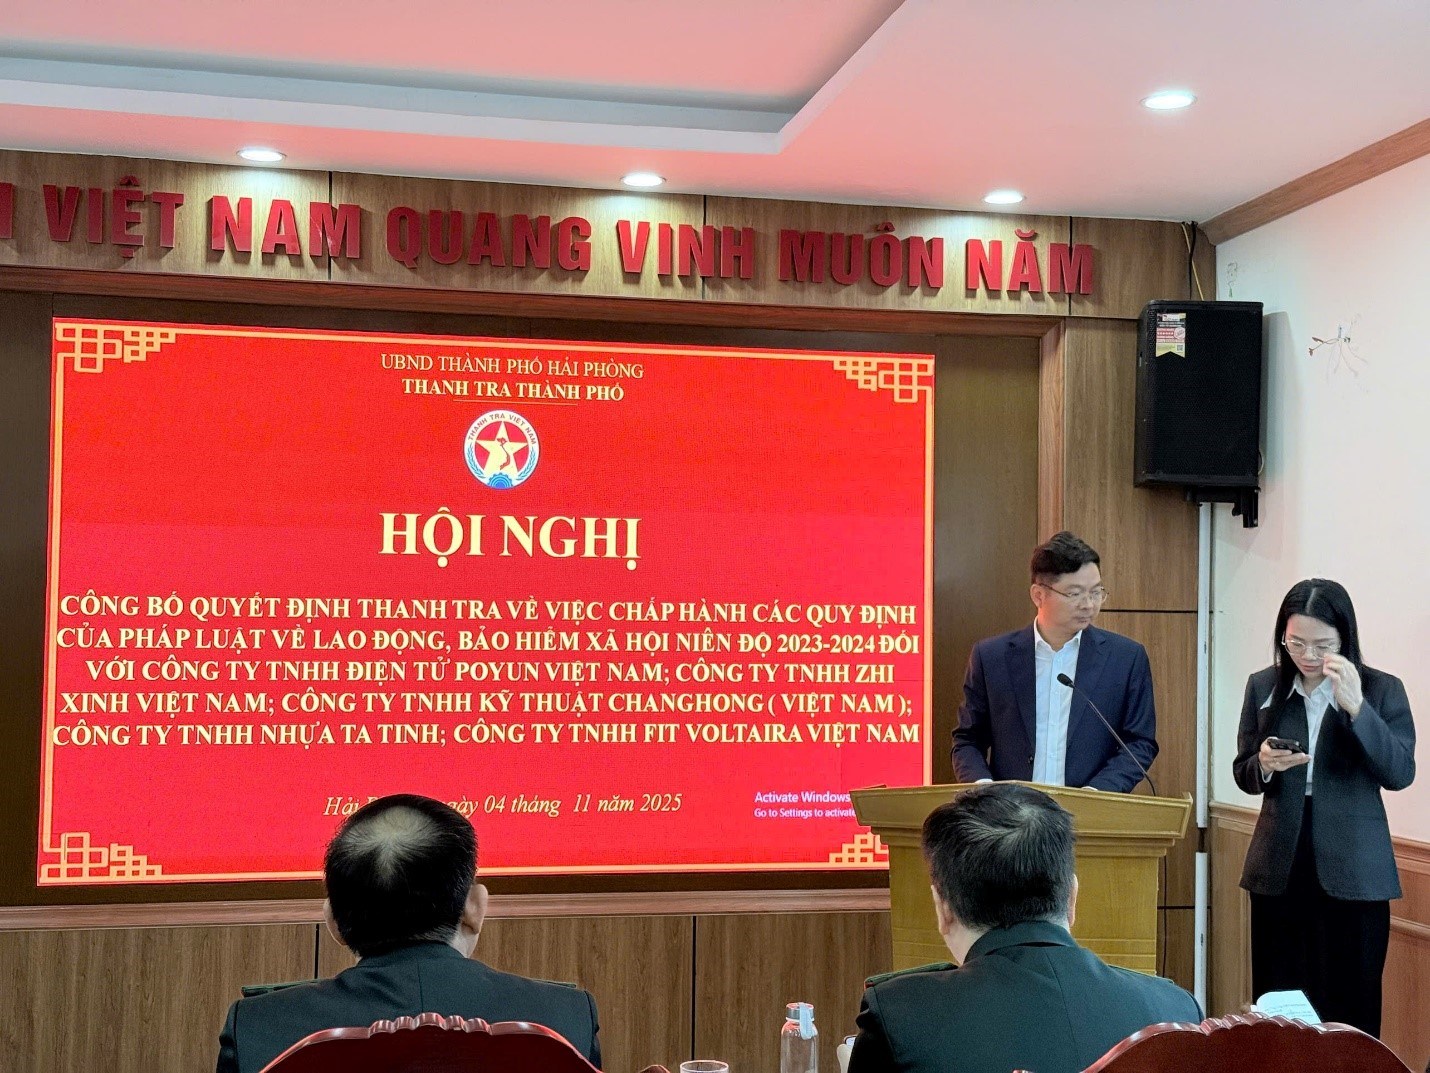 VIỆT NAM QUANG VINH MUÔN NĂM
UBND THÀNH PHỐ HẢI PHÒNG
THANH TRA THÀNH PHỐ
THANH TRA VIỆT NAM
HỘI NGHỊ
CÔNG BỐ QUYẾT ĐỊNH THANH TRA VỀ VIỆC CHẤP HÀNH CÁC QUY ĐỊNH
CỦA PHÁP LUẬT VỀ LAO ĐỘNG, BẢO HIỂM XÃ HỘI NIÊN ĐỘ 2023-2024 ĐỐI
VỚI CÔNG TY TNHH ĐIỆN TỬ POYUN VIỆT NAM; CÔNG TY TNHH ZHI
XINH VIỆT NAM; CÔNG TY TNHH KỸ THUẬT CHANGHONG ( VIỆT NAM );
CÔNG TY TNHH NHỰA TA TINH; CÔNG TY TNHH FIT VOLTAIRA VIỆT NAM
Hải 04 tháng 11 năm 2025
Activate Windows
Go to Settings to activate